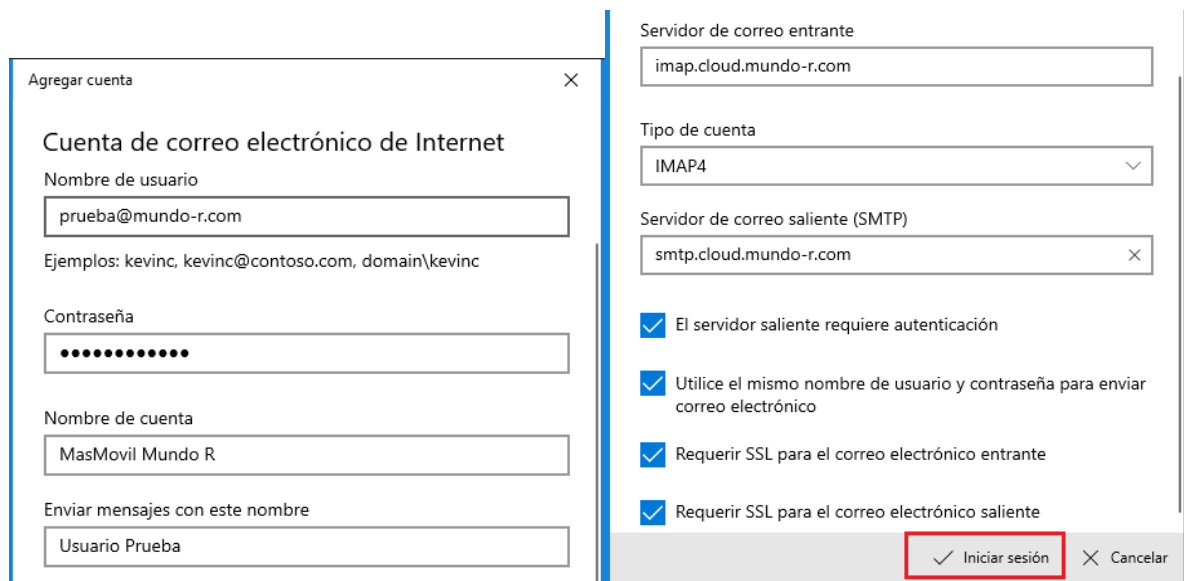 Agregar cuenta
Cuenta de correo electrónico de Internet
Nombre de usuario
prueba@mundo-r.com
Ejemplos: kevinc, kevinc@contoso.com, domain\kevinc
Contraseña
●●●●●●●●●●●●
Nombre de cuenta
MasMovil Mundo R
Enviar mensajes con este nombre
Usuario Prueba
Servidor de correo entrante
imap.cloud.mundo-r.com
Tipo de cuenta
IMAP4
Servidor de correo saliente (SMTP)
smtp.cloud.mundo-r.com
El servidor saliente requiere autenticación
Utilice el mismo nombre de usuario y contraseña para enviar
correo electrónico
Requerir SSL para el correo electrónico entrante
Requerir SSL para el correo electrónico saliente
Iniciar sesión
Cancelar